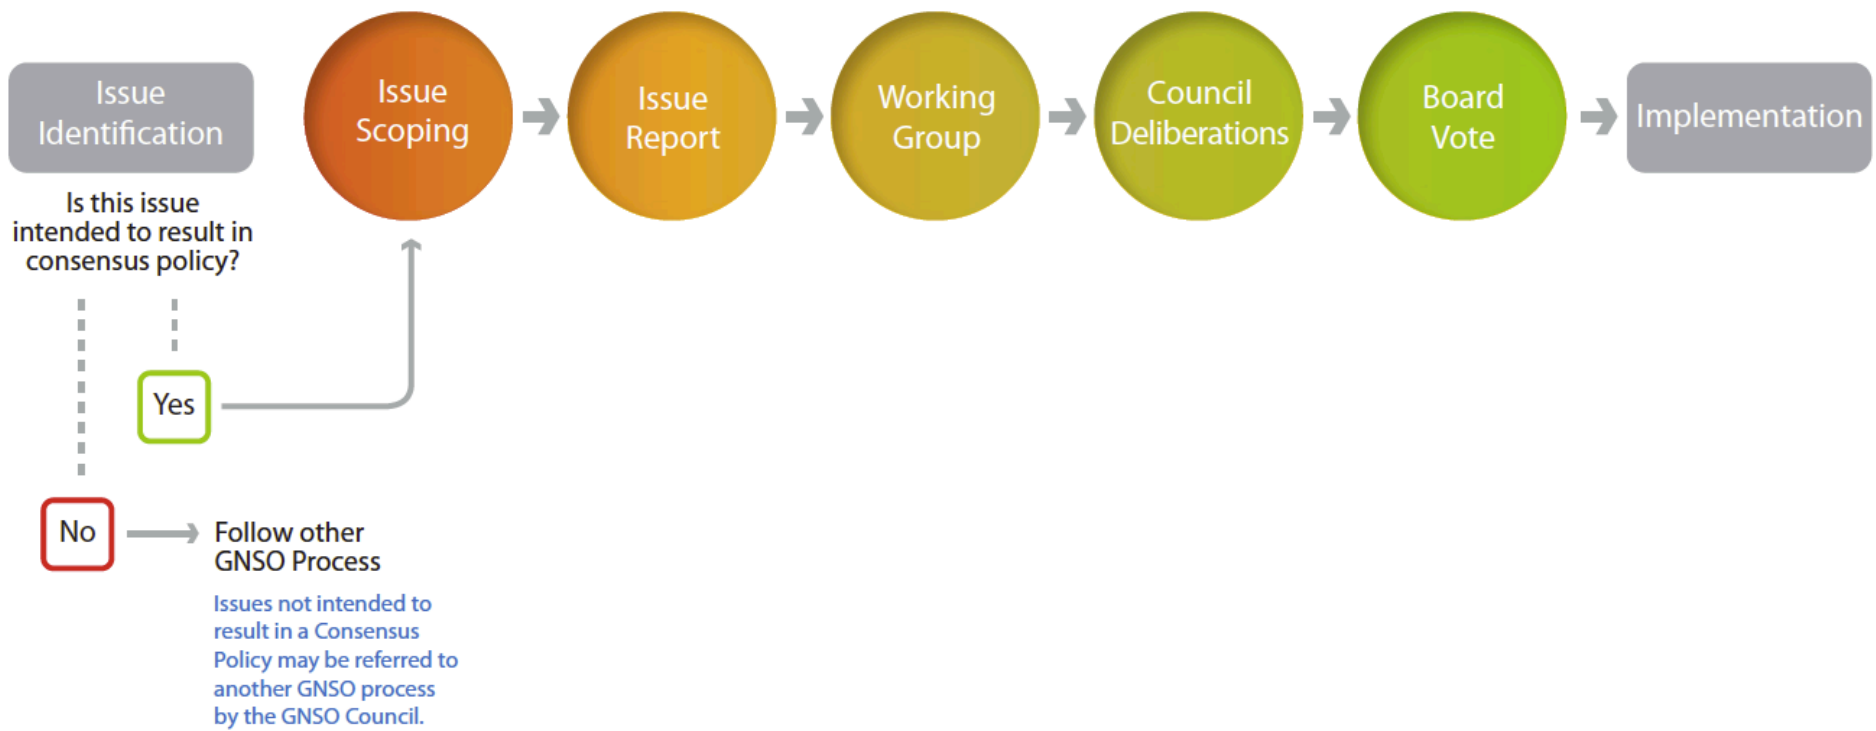 Issue
Identification
Is this issue
intended to result in
consensus policy?
Yes
No
Follow other
GNSO Process
Issues not intended to
result in a Consensus
Policy may be referred to
another GNSO process
by the GNSO Council.
Issue
Scoping
Issue
Report
Working
Group
Council
Deliberations
Board
Vote
Implementation